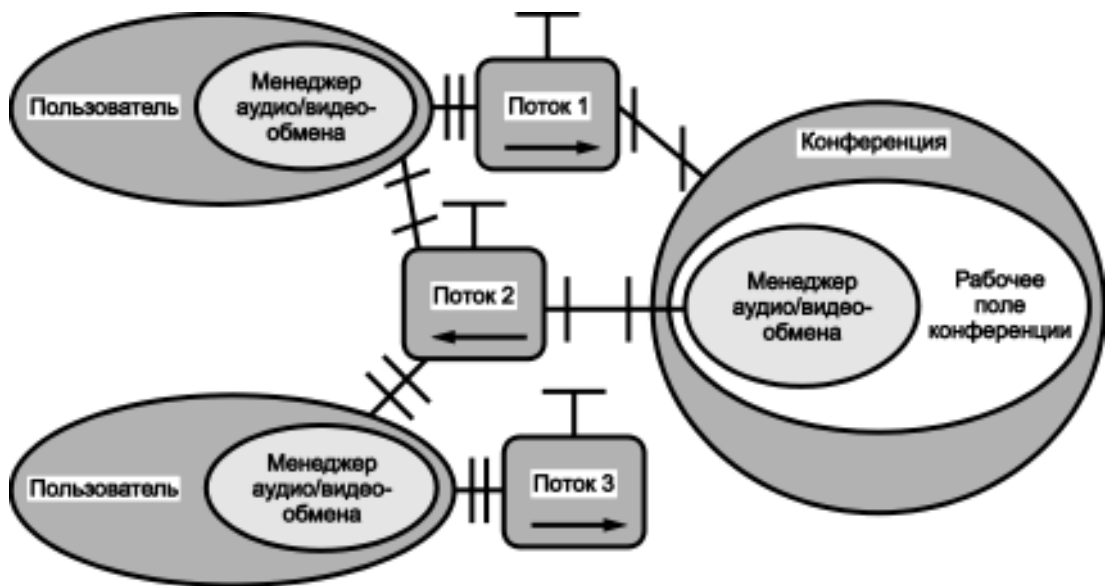 Пользователь
Менеджер
аудио/видео-
обмена
Поток 1
Конференция
Поток 2
Менеджер
аудио/видео-
обмена
Рабочее
поле
конференции
Пользователь
Менеджер
аудио/видео-
обмена
Поток 3